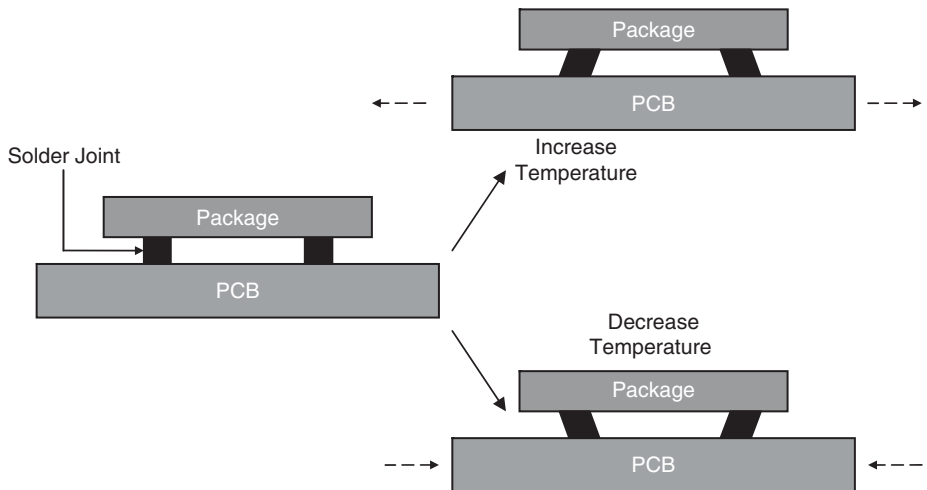 Package
PCB
Increase
Temperature
Solder Joint
Package
PCB
Decrease
Temperature
Package
PCB